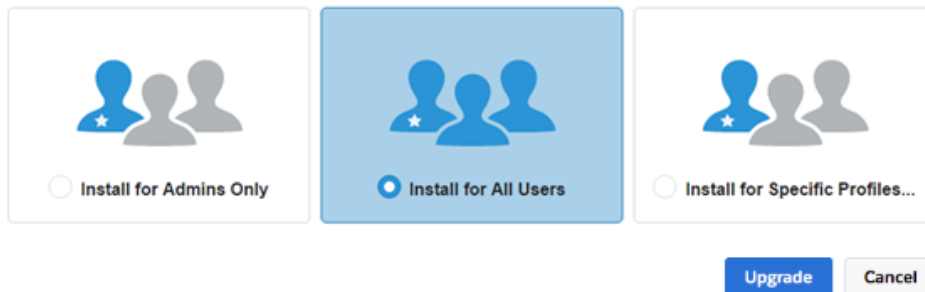 Install for Admins Only
Install for All Users
Install for Specific Profiles...
Upgrade
Cancel